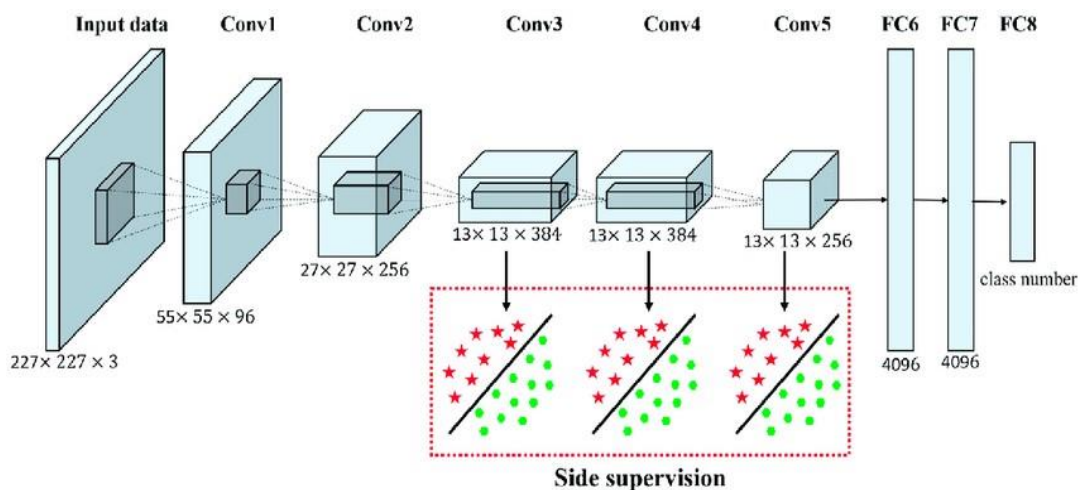 Input data Conv1 Conv2 Conv3 Conv4 Conv5 FC6 FC7 FC8
13× 13 × 384 13× 13 × 384 13× 13 × 256
27× 27 × 256
class number
55× 55 × 96
227× 227 × 3 4096 4096
Side supervision